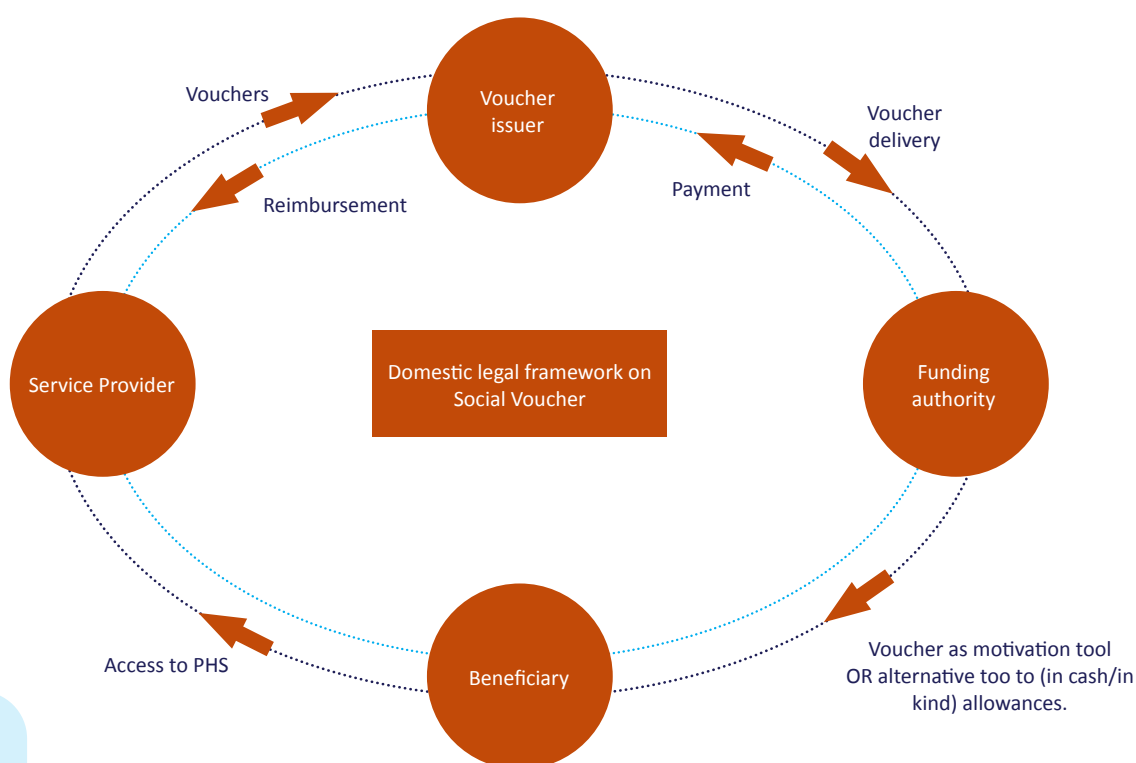 Vouchers
Voucher
issuer
Voucher
delivery
Reimbursement
Payment
Service Provider
Domestic legal framework on
Social Voucher
Funding
authority
Access to PHS
Beneficiary
Voucher as motivation tool
OR alternative too to (in cash/in
kind) allowances.